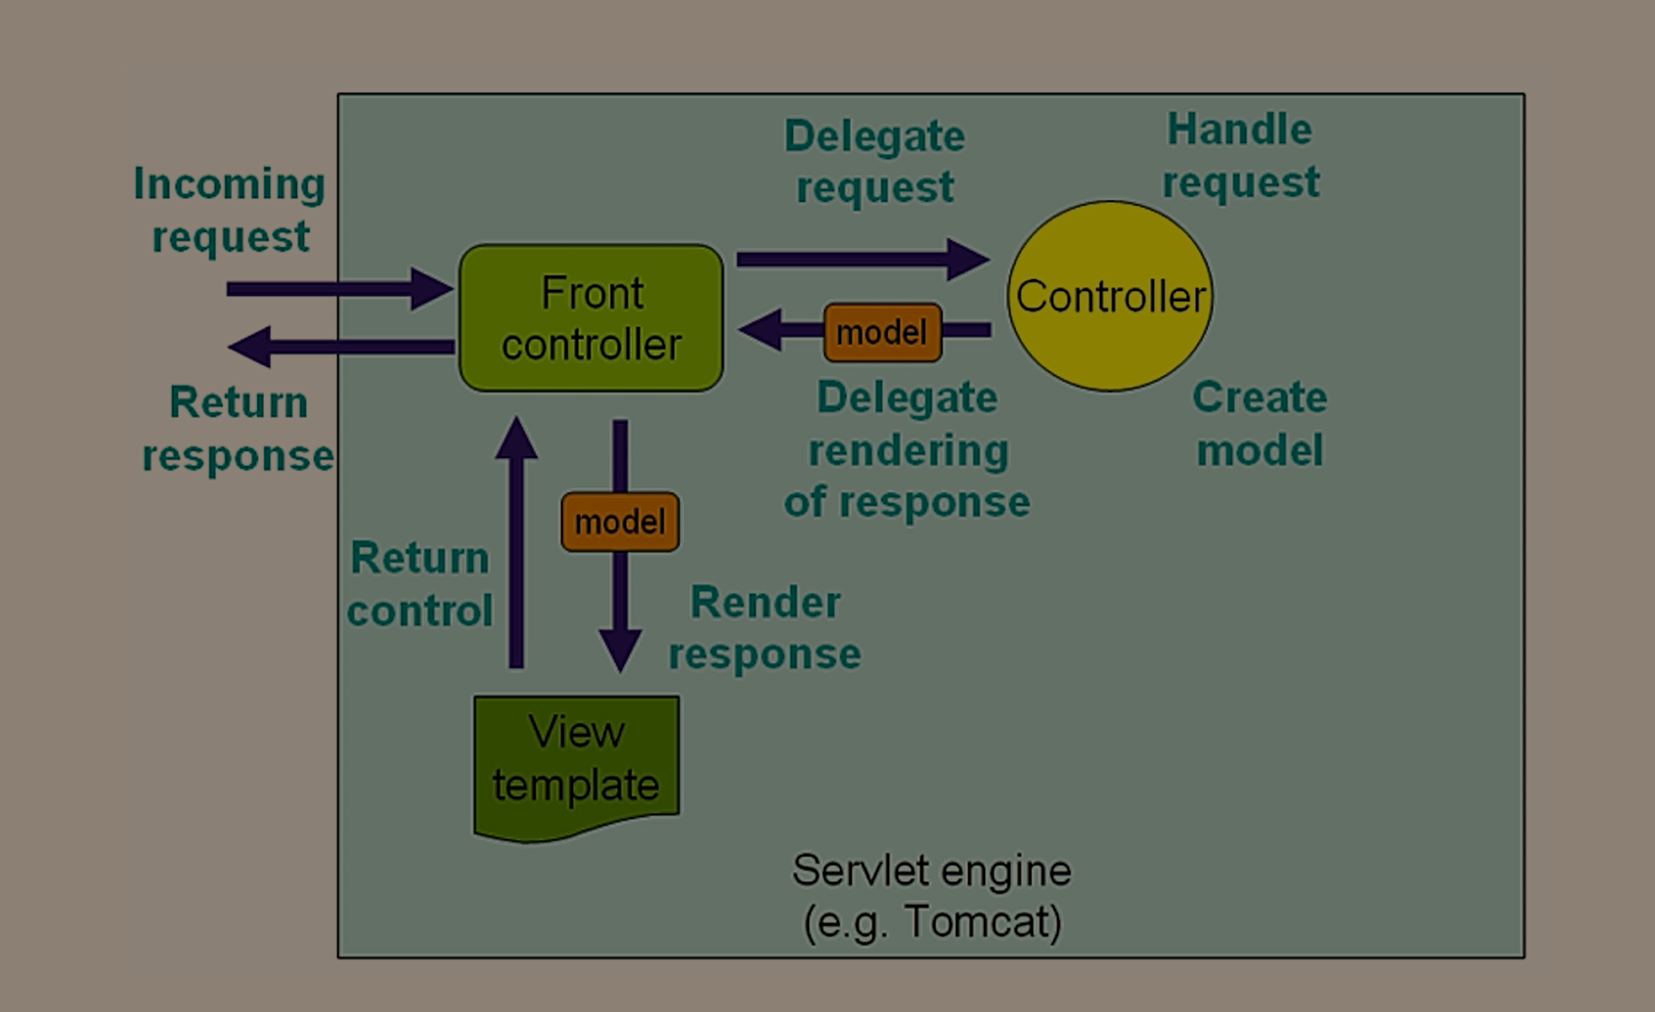 Incoming
request
Return
response
Delegate
request
Handle
request
Front
controller
Controller
model
Delegate
rendering
of response
Create
model
model
Return
control
Render
response
View
template
Servlet engine
(e.g. Tomcat)